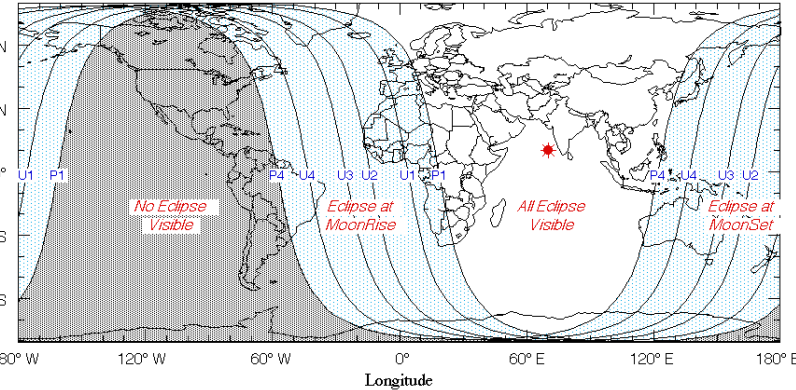 N
N
U1 P1 P4 U4 U3 U2 U1 P1 P4 U4 U3 U2
No Eclipse Visible
Eclipse at MoonRise
All Eclipse Visible
Eclipse at MoonSet
S
S
80° W 120° W 60° W 0° 60° E 120° E 180° E
Longitude